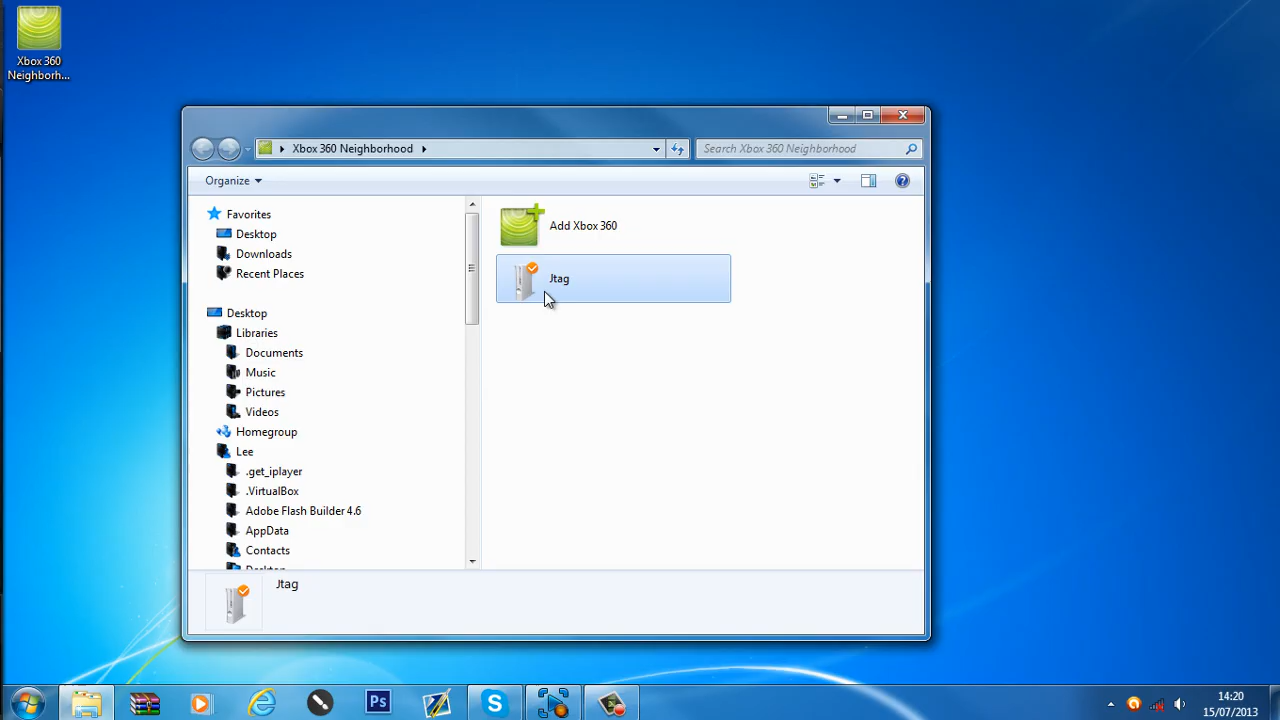 Xbox 360
Neighborh...
Xbox 360 Neighborhood
Search Xbox 360 Neighborhood
Organize
Favorites
Desktop
Downloads
Recent Places
Desktop
Libraries
Documents
Music
Pictures
Videos
Homegroup
Lee
.get_iplayer
.VirtualBox
Adobe Flash Builder 4.6
AppData
Contacts
Desktop
Add Xbox 360
Jtag
Jtag
Ps
14:20
15/07/2013